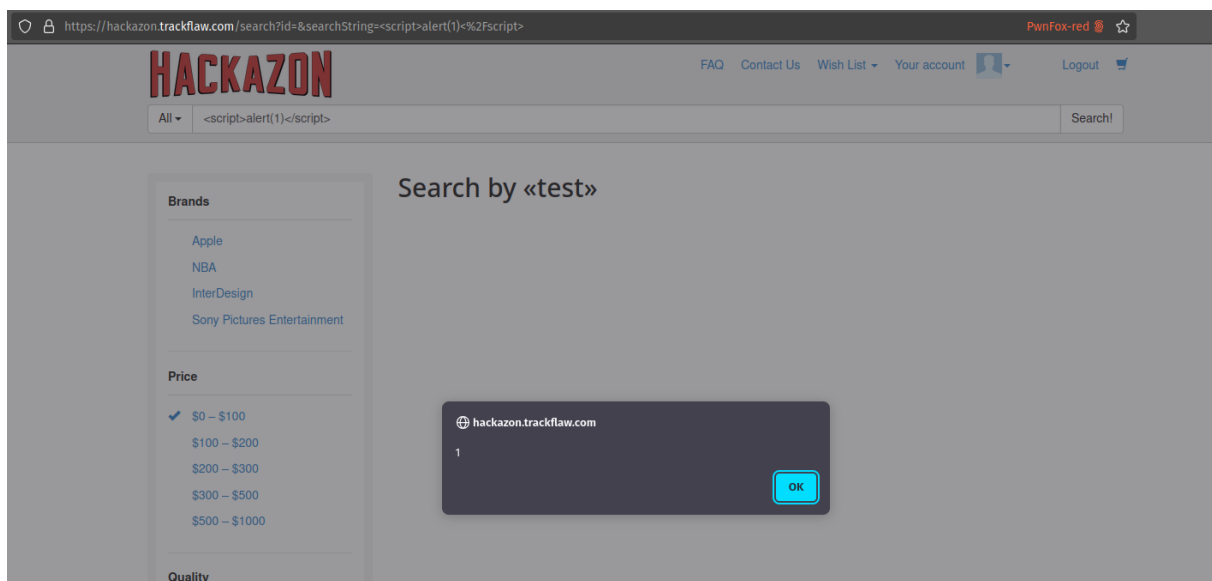 https://hackazon.trackflaw.com/search?id=&searchString=<script>alert(1)<%2Fscript>
PwnFox-red
HACKAZON
FAQ Contact Us Wish List Your account Logout
All <script>alert(1)</script> Search!
Search by «test»
Brands
Apple
NBA
InterDesign
Sony Pictures Entertainment
Price
$0 – $100
$100 – $200
$200 – $300
$300 – $500
$500 – $1000
Quality
hackazon.trackflaw.com
1
OK